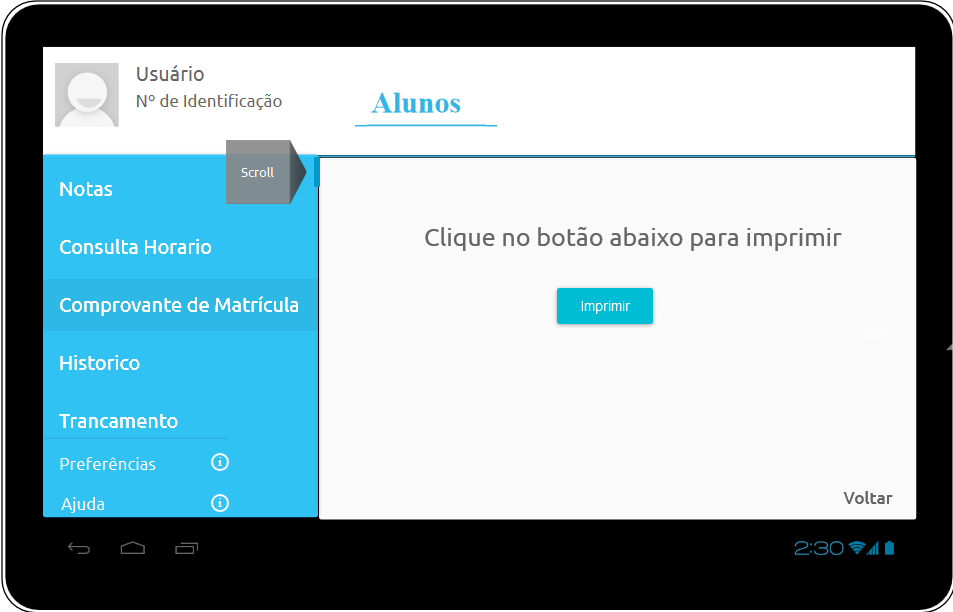 Usuário
Nº de Identificação
Alunos
Scroll
Notas
Consulta Horario
Comprovante de Matrícula
Historico
Trancamento
Preferências
Ajuda
Clique no botão abaixo para imprimir
Imprimir
Voltar
2:30